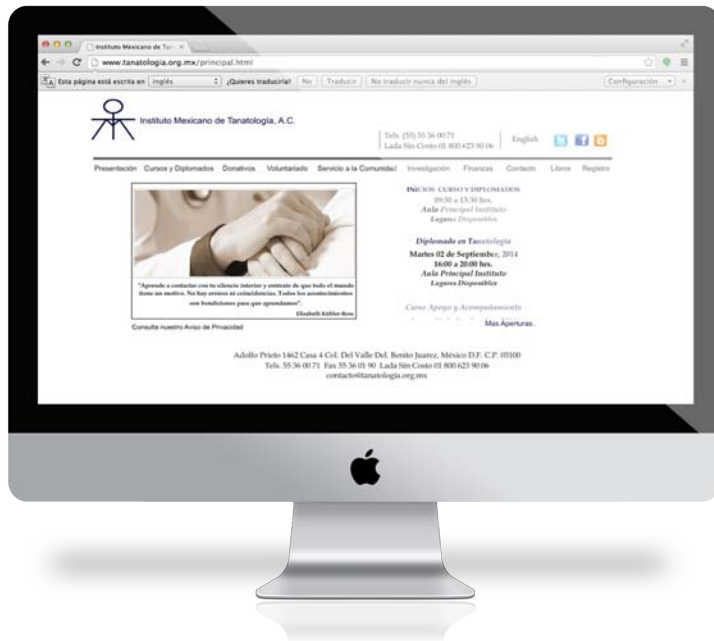 Instituto Mexicano de Tan
www.tanatologia.org.mx/principal.html
Esta página está escrita en inglés ¿Quieres traducirla? No Traducir No traducir nunca del inglés Configuración
Instituto Mexicano de Tanatología, A.C.
Tels. (55) 55 36 00 71
Lada Sin Costo 01 800 623 90 06
English
Presentación Cursos y Diplomados Donativos Voluntariado Servicio a la Comunidad Investigación Finanzas Contacto Libros Registro
INICIOS CURSO Y DIPLOMADOS
09:30 a 13:30 hrs.
Aula Principal Instituto
Lugares Disponibles
Diplomado en Tanatología
Martes 02 de Septiembre, 2014
16:00 a 20:00 hrs.
Aula Principal Instituto
Lugares Disponibles
Curso Apoyo y Acompañamiento
Mas Aperturas..
"Aprende a contactar con tu silencio interior y entérate de que todo el mundo
tiene un motivo. No hay errores ni coincidencias. Todos los acontecimientos
son bendiciones para que aprendamos".
Elisabeth Kübler-Ross
Consulta nuestro Aviso de Privacidad
Adolfo Prieto 1462 Casa 4 Col. Del Valle Del. Benito Juarez, México D.F. C.P. 03100
Tels. 55 36 00 71 Fax 55 36 01 90 Lada Sin Costo 01 800 623 90 06
contacto@tanatologia.org.mx